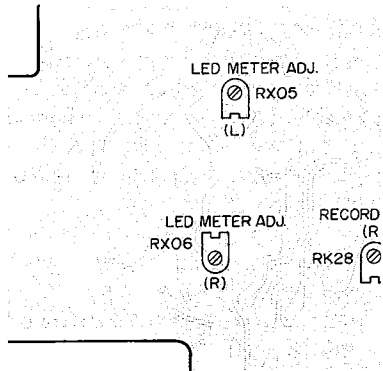 LED METER ADJ.
RX05
(L)
LED METER ADJ.
RX06
(R)
RECORD
(R
RK28